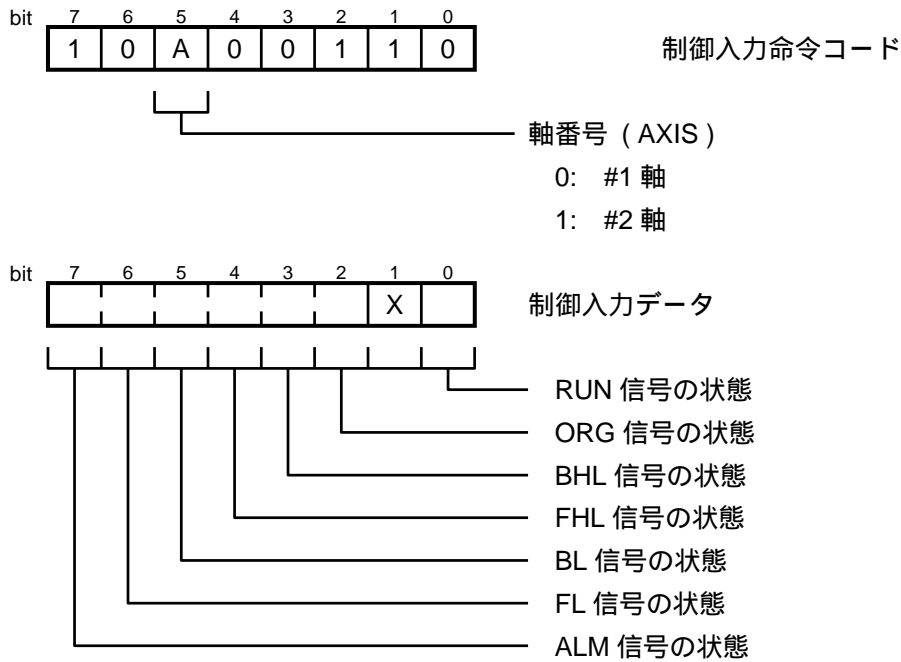 bit 7 6 5 4 3 2 1 0
1 0 A 0 0 1 1 0 制御入力命令コード
軸番号 ( AXIS )
0: #1 軸
1: #2 軸
bit 7 6 5 4 3 2 1 0
X 制御入力データ
RUN 信号の状態
ORG 信号の状態
BHL 信号の状態
FHL 信号の状態
BL 信号の状態
FL 信号の状態
ALM 信号の状態